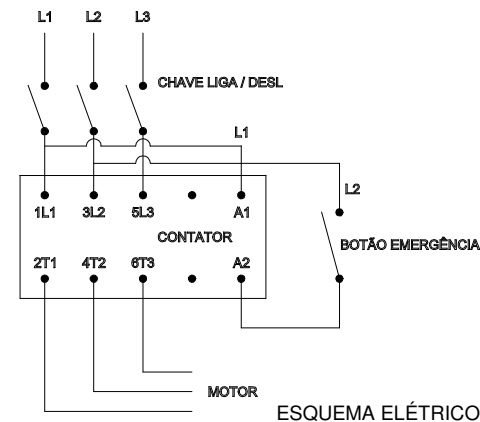 L1 L2 L3
CHAVE LIGA / DESL
L1
L2
1L1 3L2 5L3 A1
CONTATOR
BOTÃO EMERGÊNCIA
2T1 4T2 6T3 A2
MOTOR
ESQUEMA ELÉTRICO